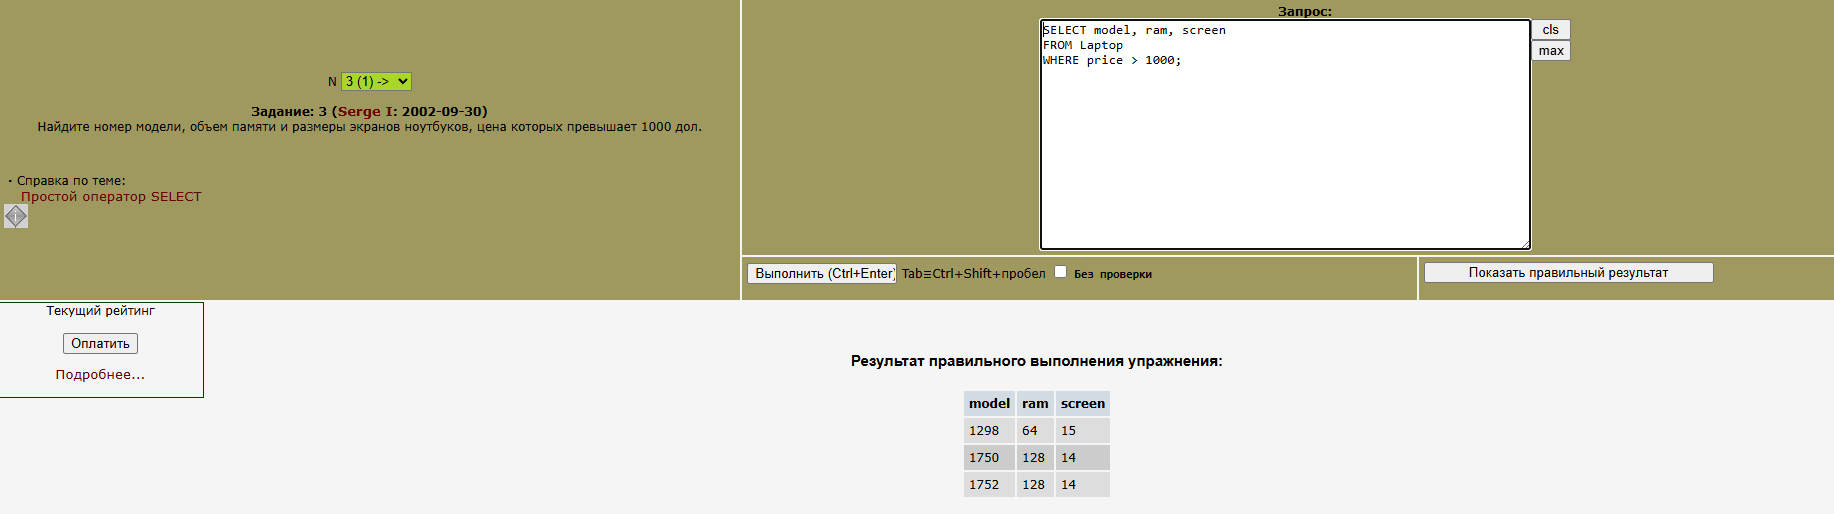 N 3 (1) ->
Задание: 3 (Serge I: 2002-09-30)
Найдите номер модели, объем памяти и размеры экранов ноутбуков, цена которых превышает 1000 дол.
· Справка по теме:
Простой оператор SELECT
Запрос:
SELECT model, ram, screen
FROM Laptop
WHERE price > 1000;
cls
max
Выполнить (Ctrl+Enter) Tab≡Ctrl+Shift+пробел Без проверки
Показать правильный результат
Текущий рейтинг
Оплатить
Подробнее...
Результат правильного выполнения упражнения:
model ram screen
1298 64 15
1750 128 14
1752 128 14